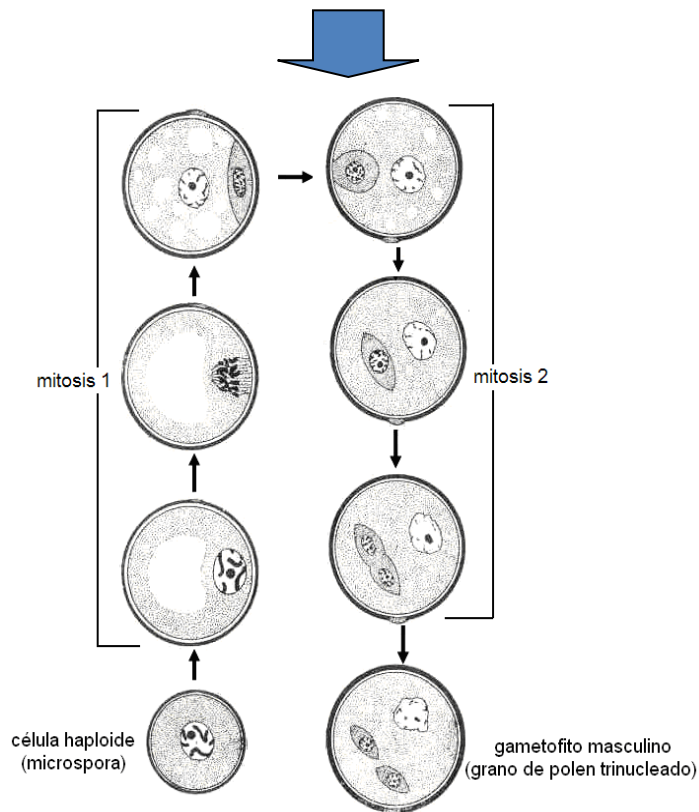 mitosis 1
mitosis 2
célula haploide
(microspora)
gametofito masculino
(grano de polen trinucleado)